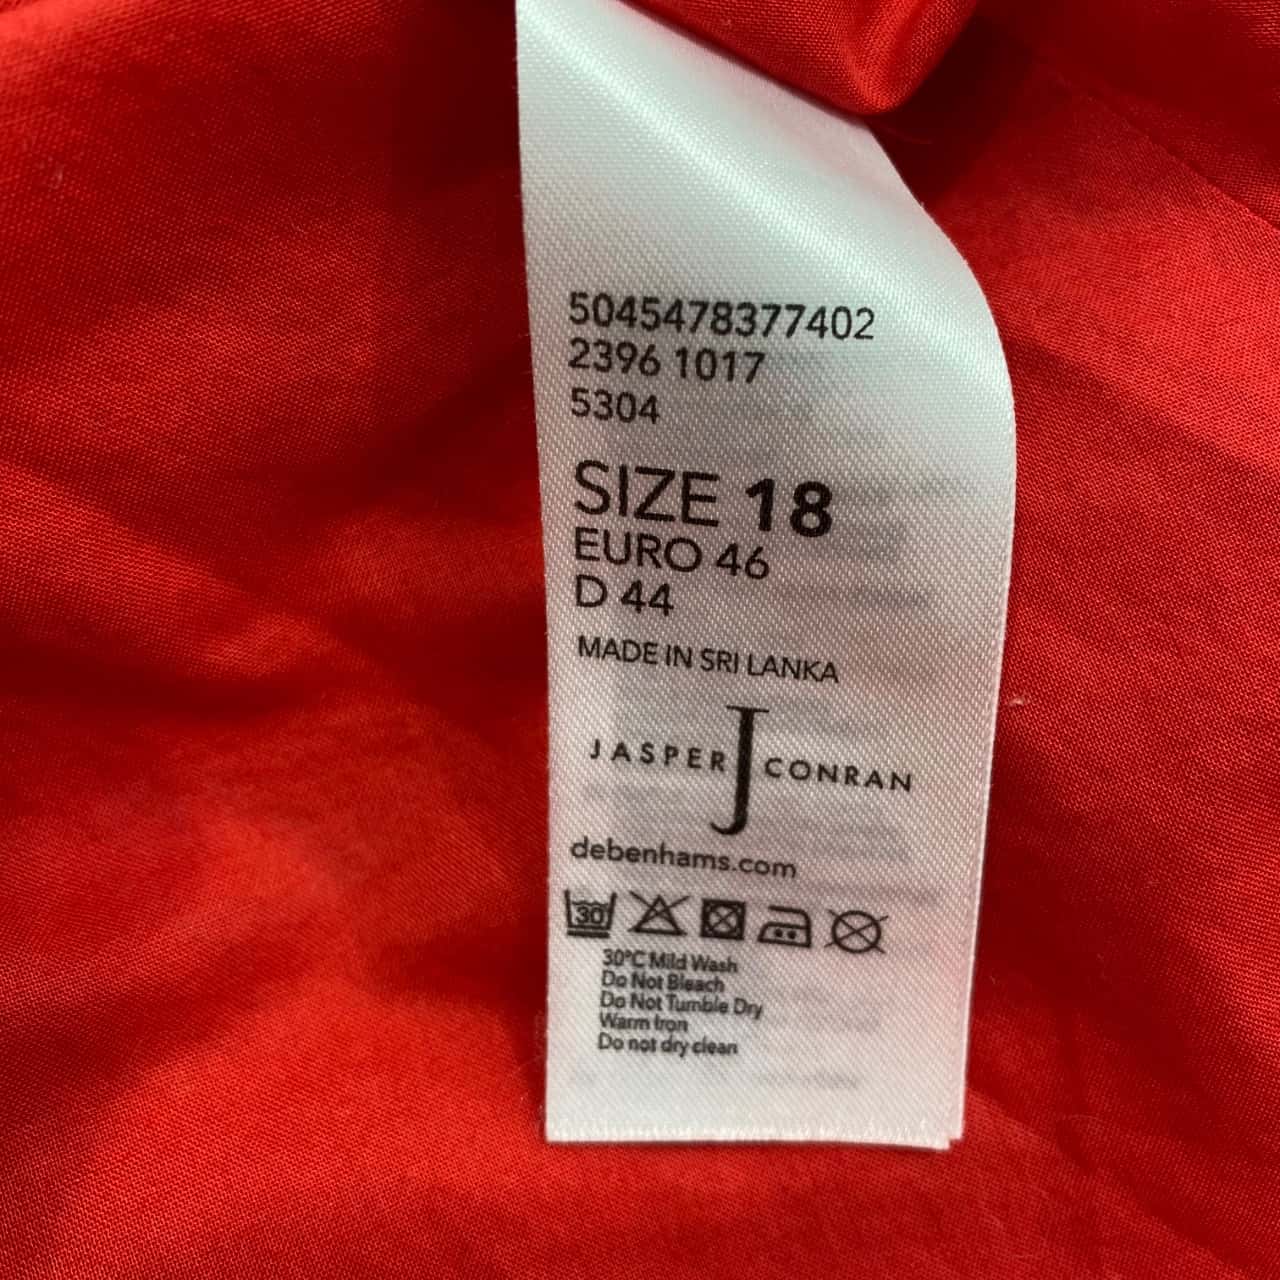 5045478377402
2396 1017
5304
SIZE 18
EURO 46
D 44
MADE IN SRI LANKA
J
JASPER CONRAN
debenhams.com
30
30°C Mild Wash
Do Not Bleach
Do Not Tumble Dry
Warm Iron
Do not dry clean